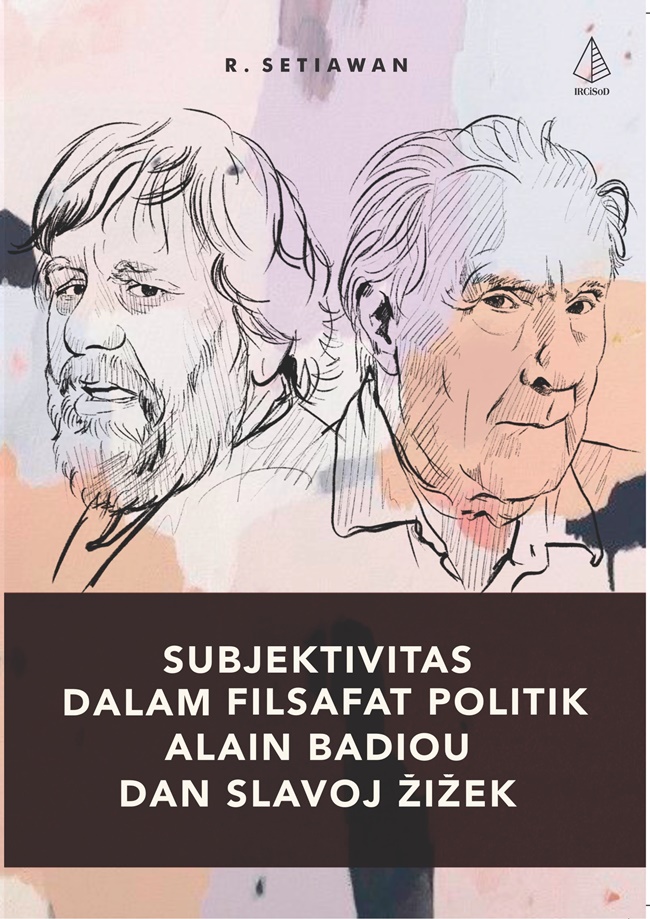 R. SETIAWAN
IRCiSoD
SUBJEKTIVITAS
DALAM FILSAFAT POLITIK
ALAIN BADIOU
DAN SLAVOJ ŽIŽEK